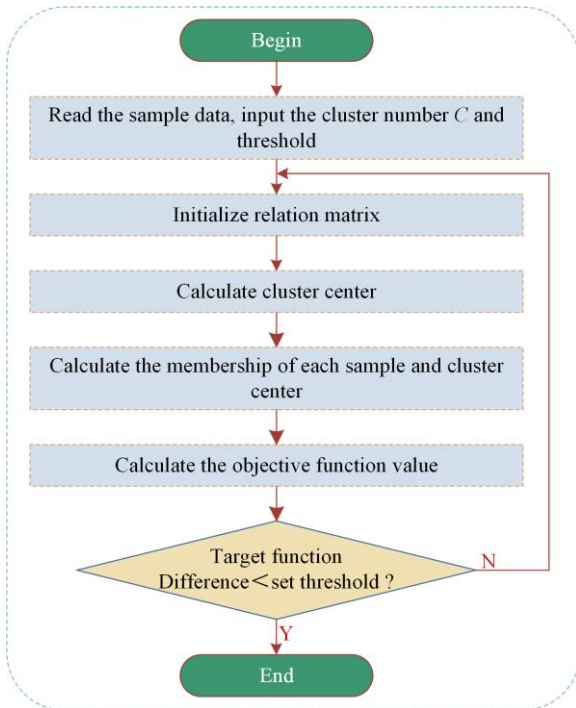 Begin
Read the sample data, input the cluster number C and
threshold
Initialize relation matrix
Calculate cluster center
Calculate the membership of each sample and cluster
center
Calculate the objective function value
Target function
Difference＜set threshold ?
N
Y
End